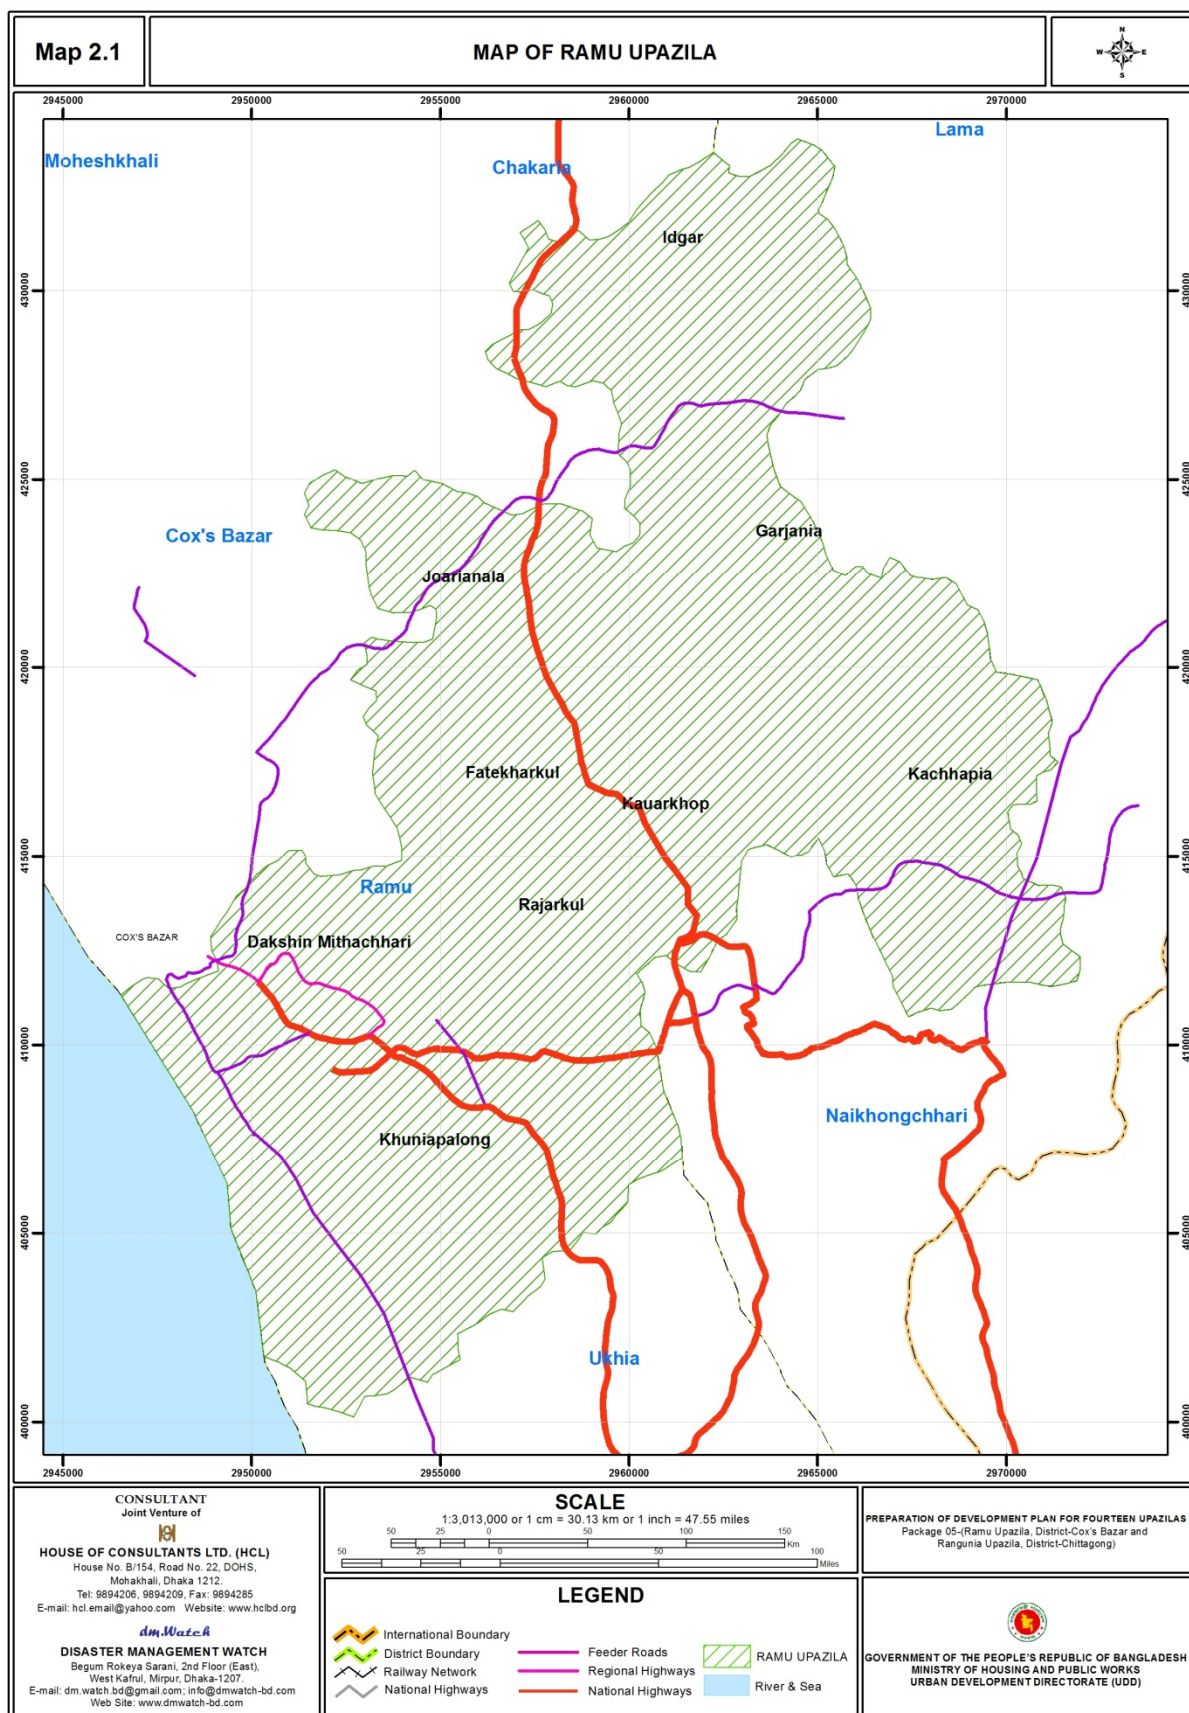 Map 2.1
MAP OF RAMU UPAZILA
N
W E
S
2945000 2950000 2955000 2960000 2965000 2970000
Moheshkhali
Chakaria
Lama
Idgar
430000 430000
425000 425000
Cox's Bazar
Garjania
Joarianala
420000 420000
Fatekharkul
Kauarkhop
Kachhapia
415000 415000
Ramu
Rajarkul
COX'S BAZAR
Dakshin Mithachhari
410000 410000
Naikhongchhari
Khuniapalong
405000 405000
Ukhia
400000 400000
2945000 2950000 2955000 2960000 2965000 2970000
CONSULTANT
Joint Venture of
HOUSE OF CONSULTANTS LTD. (HCL)
House No. B/154, Road No. 22, DOHS,
Mohakhali, Dhaka 1212.
Tel: 9894206, 9894209, Fax: 9894285
E-mail: hcl.email@yahoo.com Website: www.hclbd.org
dm.Watch
DISASTER MANAGEMENT WATCH
Begum Rokeya Sarani, 2nd Floor (East),
West Kafrul, Mirpur, Dhaka-1207.
E-mail: dm.watch.bd@gmail.com; info@dmwatch-bd.com
Web Site: www.dmwatch-bd.com
SCALE
1:3,013,000 or 1 cm = 30.13 km or 1 inch = 47.55 miles
50 25 0 50 100 150
Km
50 25 0 50 100
Miles
LEGEND
International Boundary
District Boundary
Railway Network
National Highways
Feeder Roads
Regional Highways
National Highways
RAMU UPAZILA
River & Sea
PREPARATION OF DEVELOPMENT PLAN FOR FOURTEEN UPAZILAS
Package 05-(Ramu Upazila, District-Cox's Bazar and
Rangunia Upazila, District-Chittagong)
GOVERNMENT OF THE PEOPLE'S REPUBLIC OF BANGLADESH
MINISTRY OF HOUSING AND PUBLIC WORKS
URBAN DEVELOPMENT DIRECTORATE (UDD)